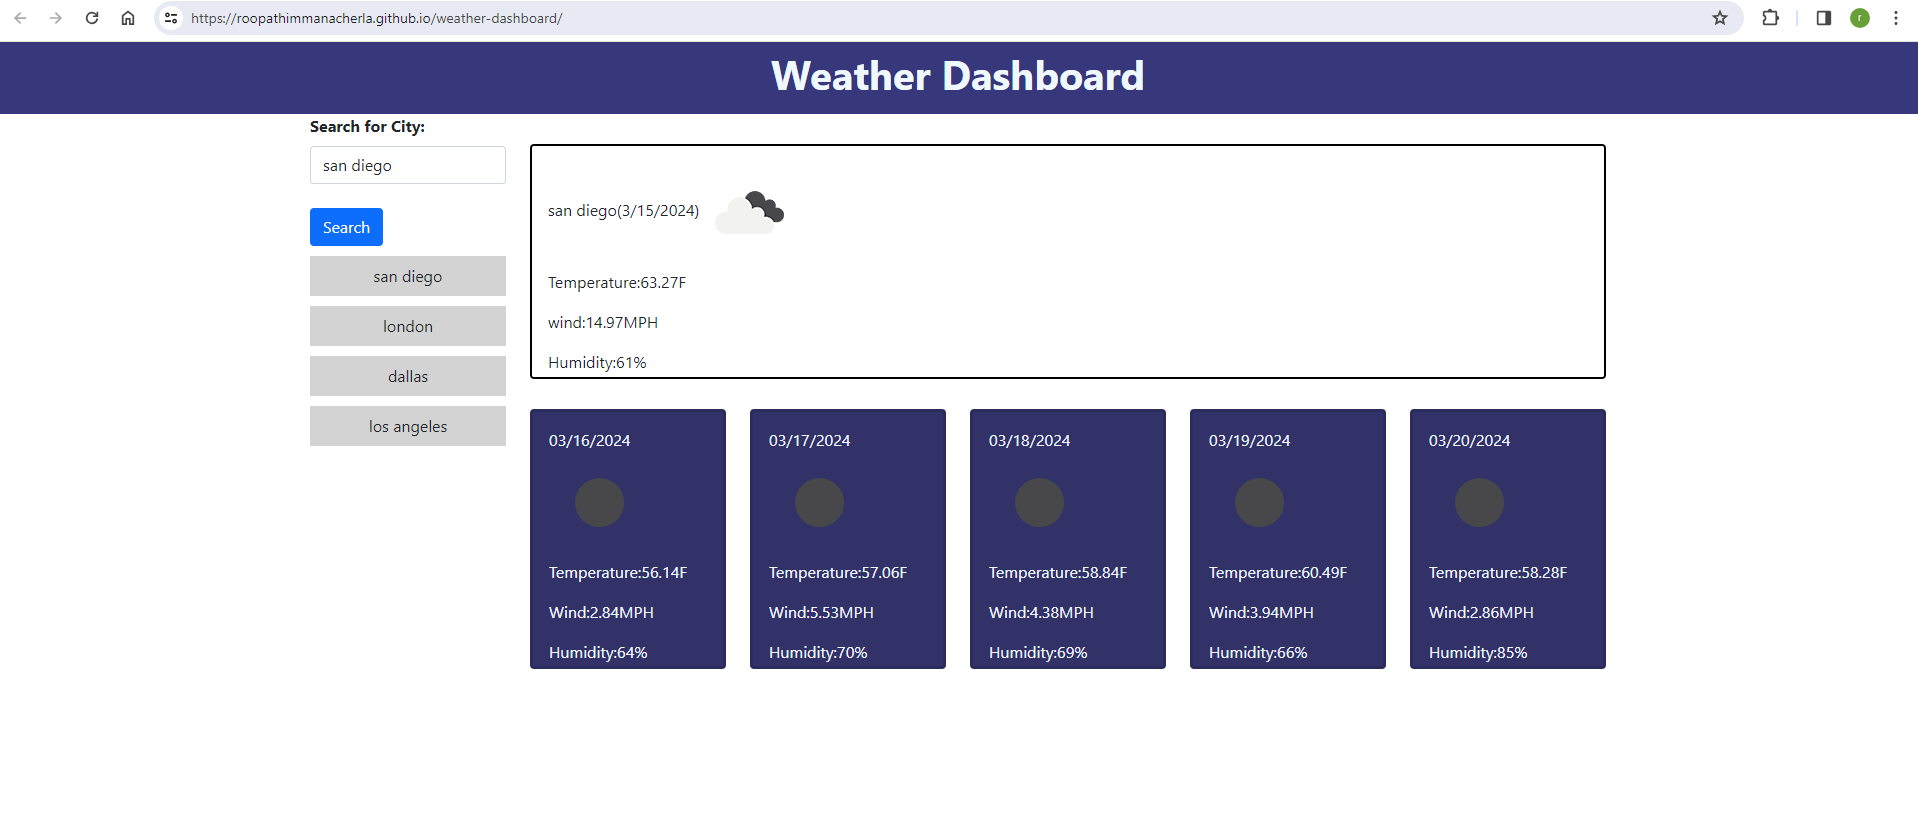 https://roopathimmanacherla.github.io/weather-dashboard/
r
Weather Dashboard
Search for City:
san diego
Search
san diego
london
dallas
los angeles
san diego(3/15/2024)
Temperature:63.27F
wind:14.97MPH
Humidity:61%
03/16/2024
Temperature:56.14F
Wind:2.84MPH
Humidity:64%
03/17/2024
Temperature:57.06F
Wind:5.53MPH
Humidity:70%
03/18/2024
Temperature:58.84F
Wind:4.38MPH
Humidity:69%
03/19/2024
Temperature:60.49F
Wind:3.94MPH
Humidity:66%
03/20/2024
Temperature:58.28F
Wind:2.86MPH
Humidity:85%